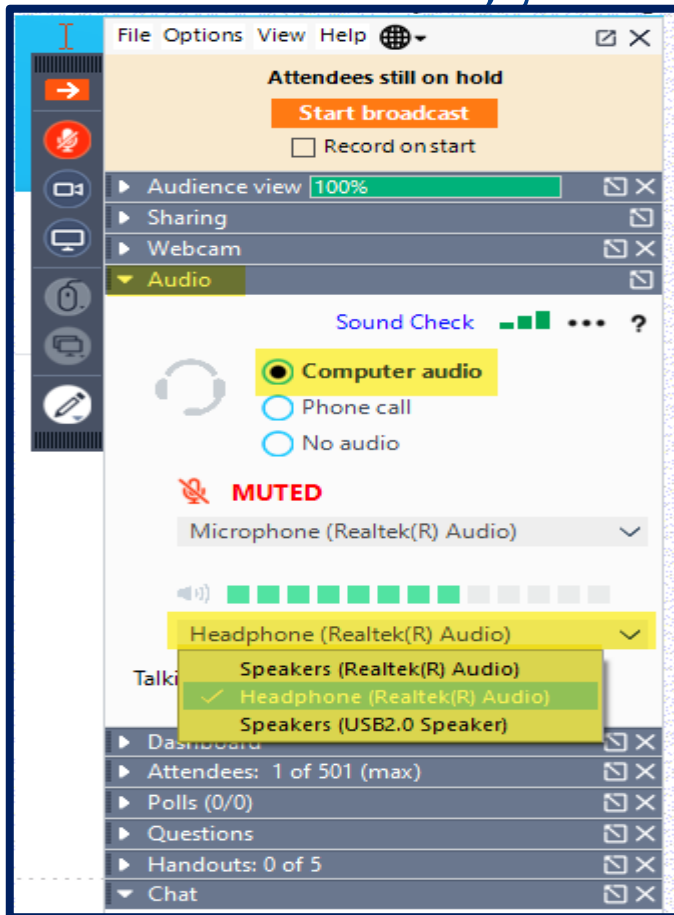 File Options View Help
Attendees still on hold
Start broadcast
Record on start
Audience view 100%
Sharing
Webcam
Audio
Sound Check ••• ?
Computer audio
Phone call
No audio
MUTED
Microphone (Realtek(R) Audio)
Headphone (Realtek(R) Audio)
Speakers (Realtek(R) Audio)
Talki
Headphone (Realtek(R) Audio)
Speakers (USB2.0 Speaker)
Dashboard
Attendees: 1 of 501 (max)
Polls (0/0)
Questions
Handouts: 0 of 5
Chat